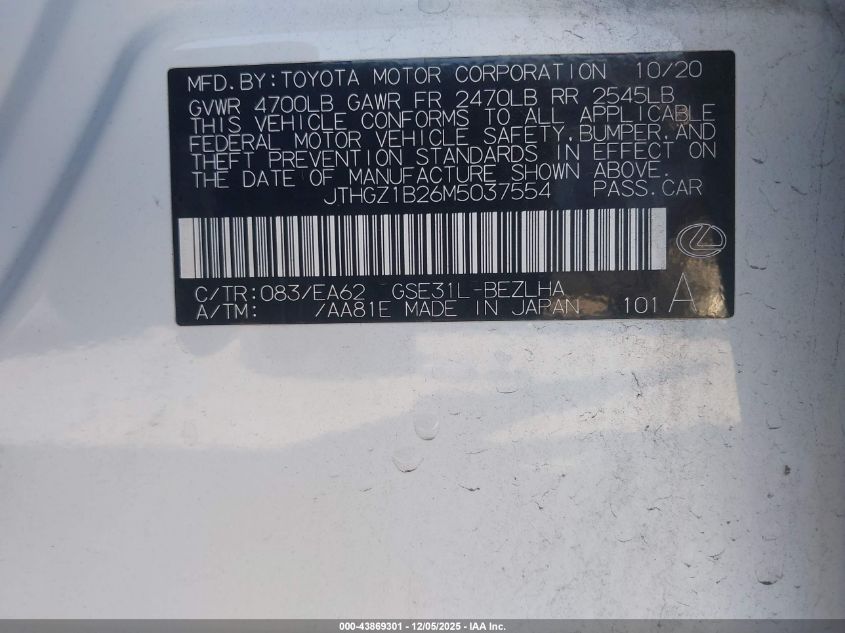 MFD.BY:TOYOTA MOTOR CORPORATION 10/20
GVWR 4700LB GAWR FR 2470LB RR 2545LB
THIS VEHICLE CONFORMS TO ALL APPLICABLE
FEDERAL MOTOR VEHICLE SAFETY,BUMPER,AND
THEFT PREVENTION STANDARDS IN EFFECT ON
THE DATE OF MANUFACTURE SHOWN ABOVE.
JTHGZ1B26M5037554 PASS.CAR
C/TR:083/EA62 GSE31L-BEZLHA
A/TM: /AA81E MADE IN JAPAN 101 A
000-43869301 - 12/05/2025 - IAA Inc.